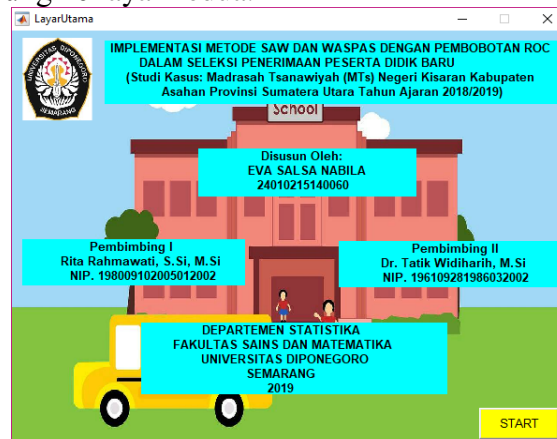 LayarUtama
IMPLEMENTASI METODE SAW DAN WASPAS DENGAN PEMBOBOTAN ROC
DALAM SELEKSI PENERIMAAN PESERTA DIDIK BARU
(Studi Kasus: Madrasah Tsanawiyah (MTs) Negeri Kisaran Kabupaten
Asahan Provinsi Sumatera Utara Tahun Ajaran 2018/2019)
UNIVERSITAS DIPONEGORO
SEMARANG
School
Disusun Oleh:
EVA SALSA NABILA
24010215140060
Pembimbing I
Rita Rahmawati, S.Si, M.Si
NIP. 198009102005012002
Pembimbing II
Dr. Tatik Widiharih, M.Si
NIP. 196109281986032002
DEPARTEMEN STATISTIKA
FAKULTAS SAINS DAN MATEMATIKA
UNIVERSITAS DIPONEGORO
SEMARANG
2019
START